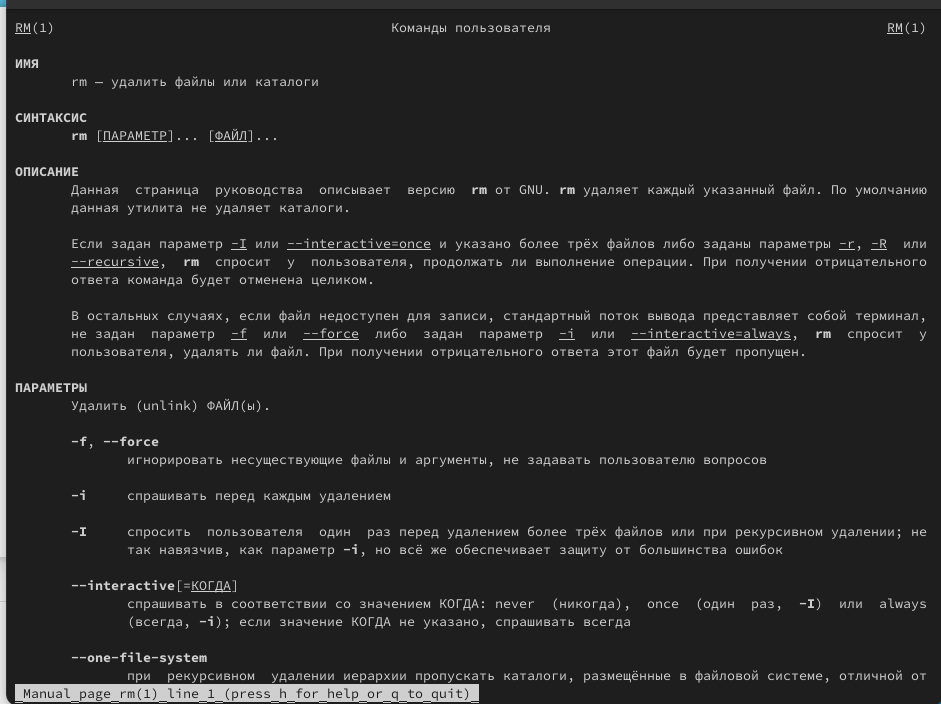 RM(1) Команды пользователя RM(1)
ИМЯ
rm — удалить файлы или каталоги
СИНТАКСИС
rm [ПАРАМЕТР]... [ФАЙЛ]...
ОПИСАНИЕ
Данная страница руководства описывает версию rm от GNU. rm удаляет каждый указанный файл. По умолчанию
данная утилита не удаляет каталоги.
Если задан параметр -I или --interactive=once и указано более трёх файлов либо заданы параметры -r, -R или
--recursive, rm спросит у пользователя, продолжать ли выполнение операции. При получении отрицательного
ответа команда будет отменена целиком.
В остальных случаях, если файл недоступен для записи, стандартный поток вывода представляет собой терминал,
не задан параметр -f или --force либо задан параметр -i или --interactive=always, rm спросит у
пользователя, удалять ли файл. При получении отрицательного ответа этот файл будет пропущен.
ПАРАМЕТРЫ
Удалить (unlink) ФАЙЛ(ы).
-f, --force
игнорировать несуществующие файлы и аргументы, не задавать пользователю вопросов
-i спрашивать перед каждым удалением
-I спросить пользователя один раз перед удалением более трёх файлов или при рекурсивном удалении; не
так навязчив, как параметр -i, но всё же обеспечивает защиту от большинства ошибок
--interactive[=КОГДА]
спрашивать в соответствии со значением КОГДА: never (никогда), once (один раз, -I) или always
(всегда, -i); если значение КОГДА не указано, спрашивать всегда
--one-file-system
при рекурсивном удалении иерархии пропускать каталоги, размещённые в файловой системе, отличной от
Manual page rm(1) line 1 (press h for help or q to quit)